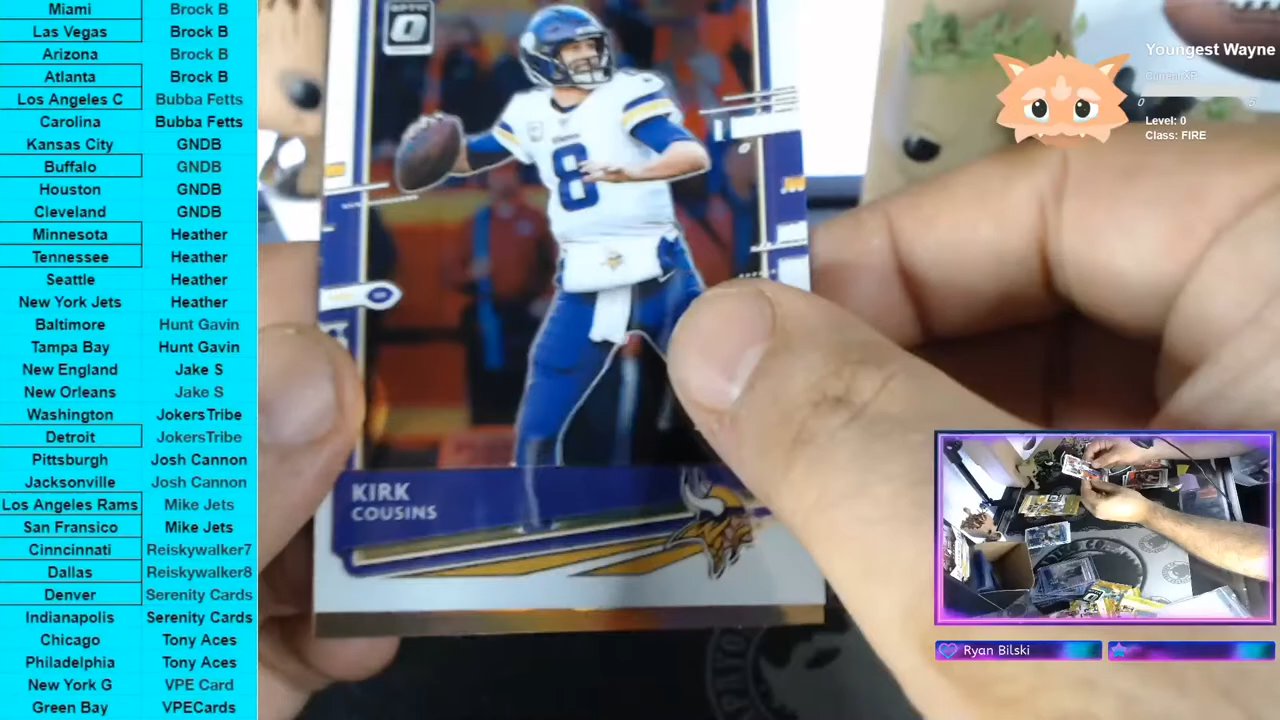 Miami Brock B
Las Vegas Brock B
Arizona Brock B
Atlanta Brock B
Los Angeles C Bubba Fetts
Carolina Bubba Fetts
Kansas City GNDB
Buffalo GNDB
Houston GNDB
Cleveland GNDB
Minnesota Heather
Tennessee Heather
Seattle Heather
New York Jets Heather
Baltimore Hunt Gavin
Tampa Bay Hunt Gavin
New England Jake S
New Orleans Jake S
Washington JokersTribe
Detroit JokersTribe
Pittsburgh Josh Cannon
Jacksonville Josh Cannon
Los Angeles Rams Mike Jets
San Fransico Mike Jets
Cinncinnati Reiskywalker7
Dallas Reiskywalker8
Denver Serenity Cards
Indianapolis Serenity Cards
Chicago Tony Aces
Philadelphia Tony Aces
New York G VPE Card
Green Bay VPECards
8
KIRK
COUSINS
Youngest Wayne
Current XP
0
Level: 0
Class: FIRE
Ryan Bilski